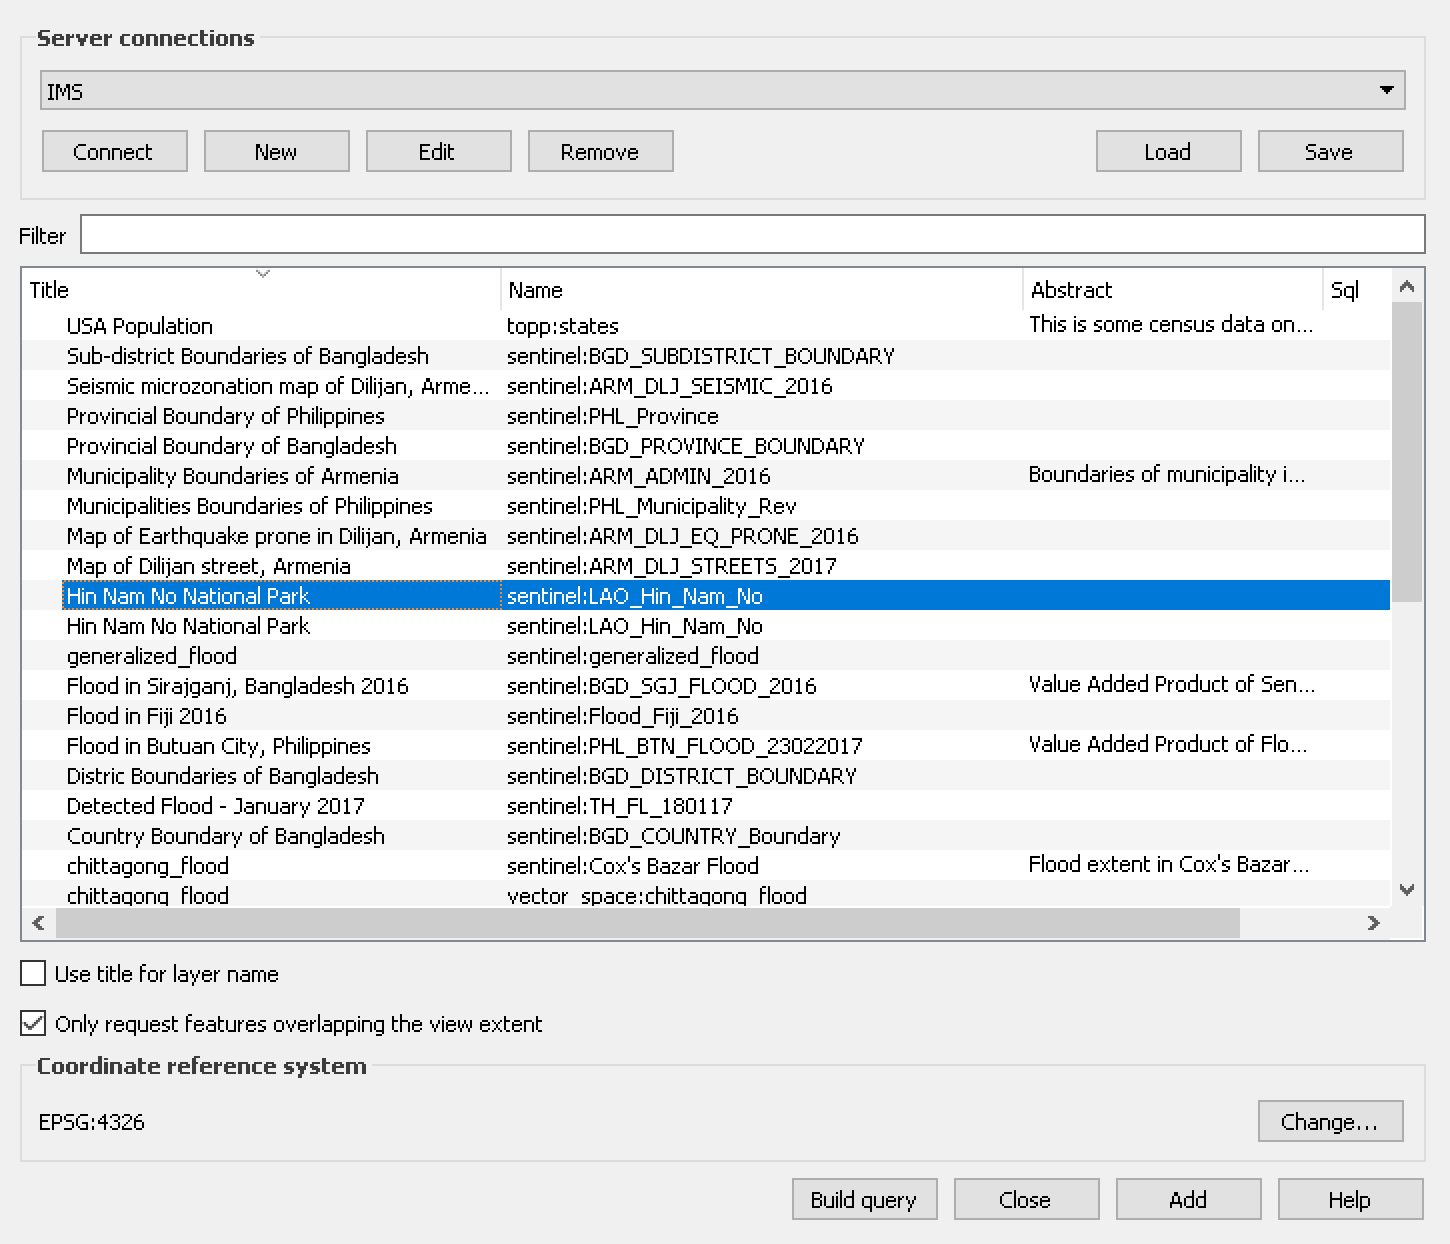 Server connections
IMS
Connect New Edit Remove Load Save
Filter
Title Name Abstract Sql
USA Population topp:states This is some census data on...
Sub-district Boundaries of Bangladesh sentinel:BGD_SUBDISTRICT_BOUNDARY
Seismic microzonation map of Dilijan, Arme... sentinel:ARM_DLJ_SEISMIC_2016
Provincial Boundary of Philippines sentinel:PHL_Province
Provincial Boundary of Bangladesh sentinel:BGD_PROVINCE_BOUNDARY
Municipality Boundaries of Armenia sentinel:ARM_ADMIN_2016 Boundaries of municipality i...
Municipalities Boundaries of Philippines sentinel:PHL_Municipality_Rev
Map of Earthquake prone in Dilijan, Armenia sentinel:ARM_DLJ_EQ_PRONE_2016
Map of Dilijan street, Armenia sentinel:ARM_DLJ_STREETS_2017
Hin Nam No National Park sentinel:LAO_Hin_Nam_No
Hin Nam No National Park sentinel:LAO_Hin_Nam_No
generalized_flood sentinel:generalized_flood
Flood in Sirajganj, Bangladesh 2016 sentinel:BGD_SGJ_FLOOD_2016 Value Added Product of Sen...
Flood in Fiji 2016 sentinel:Flood_Fiji_2016
Flood in Butuan City, Philippines sentinel:PHL_BTN_FLOOD_23022017 Value Added Product of Flo...
Distric Boundaries of Bangladesh sentinel:BGD_DISTRICT_BOUNDARY
Detected Flood - January 2017 sentinel:TH_FL_180117
Country Boundary of Bangladesh sentinel:BGD_COUNTRY_Boundary
chittagong_flood sentinel:Cox's Bazar Flood Flood extent in Cox's Bazar...
chittagong_flood vector_space:chittagong_flood
Use title for layer name
Only request features overlapping the view extent
Coordinate reference system
EPSG:4326 Change...
Build query Close Add Help